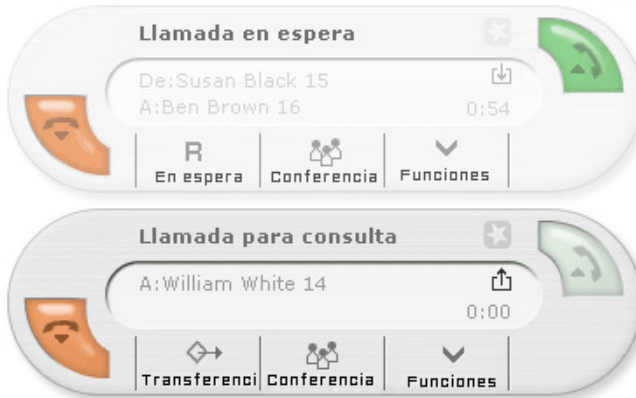 Llamada en espera
De:Susan Black 15
A:Ben Brown 16
0:54
R
En espera
Conferencia
Funciones
Llamada para consulta
A:William White 14
0:00
Transferenci
Conferencia
Funciones